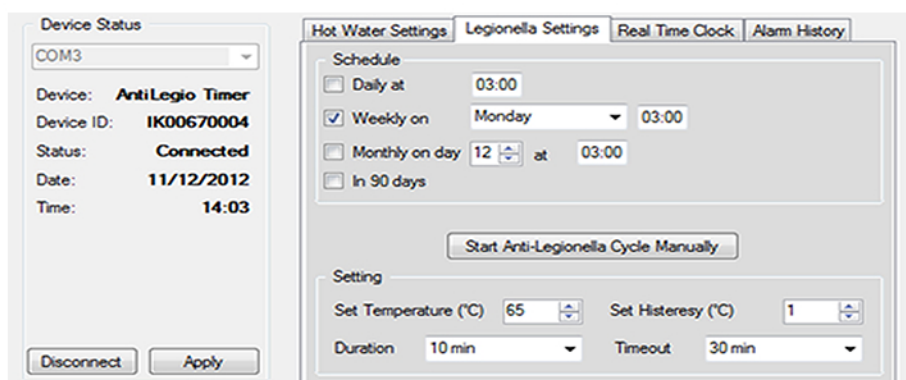 Device Status
COM3
Device: AntiLegio Timer
Device ID: IK00670004
Status: Connected
Date: 11/12/2012
Time: 14:03
Disconnect Apply
Hot Water Settings Legionella Settings Real Time Clock Alarm History
Schedule
Daily at 03:00
Weekly on Monday 03:00
Monthly on day 12 at 03:00
In 90 days
Start Anti-Legionella Cycle Manually
Setting
Set Temperature (°C) 65 Set Histeresy (°C) 1
Duration 10 min Timeout 30 min